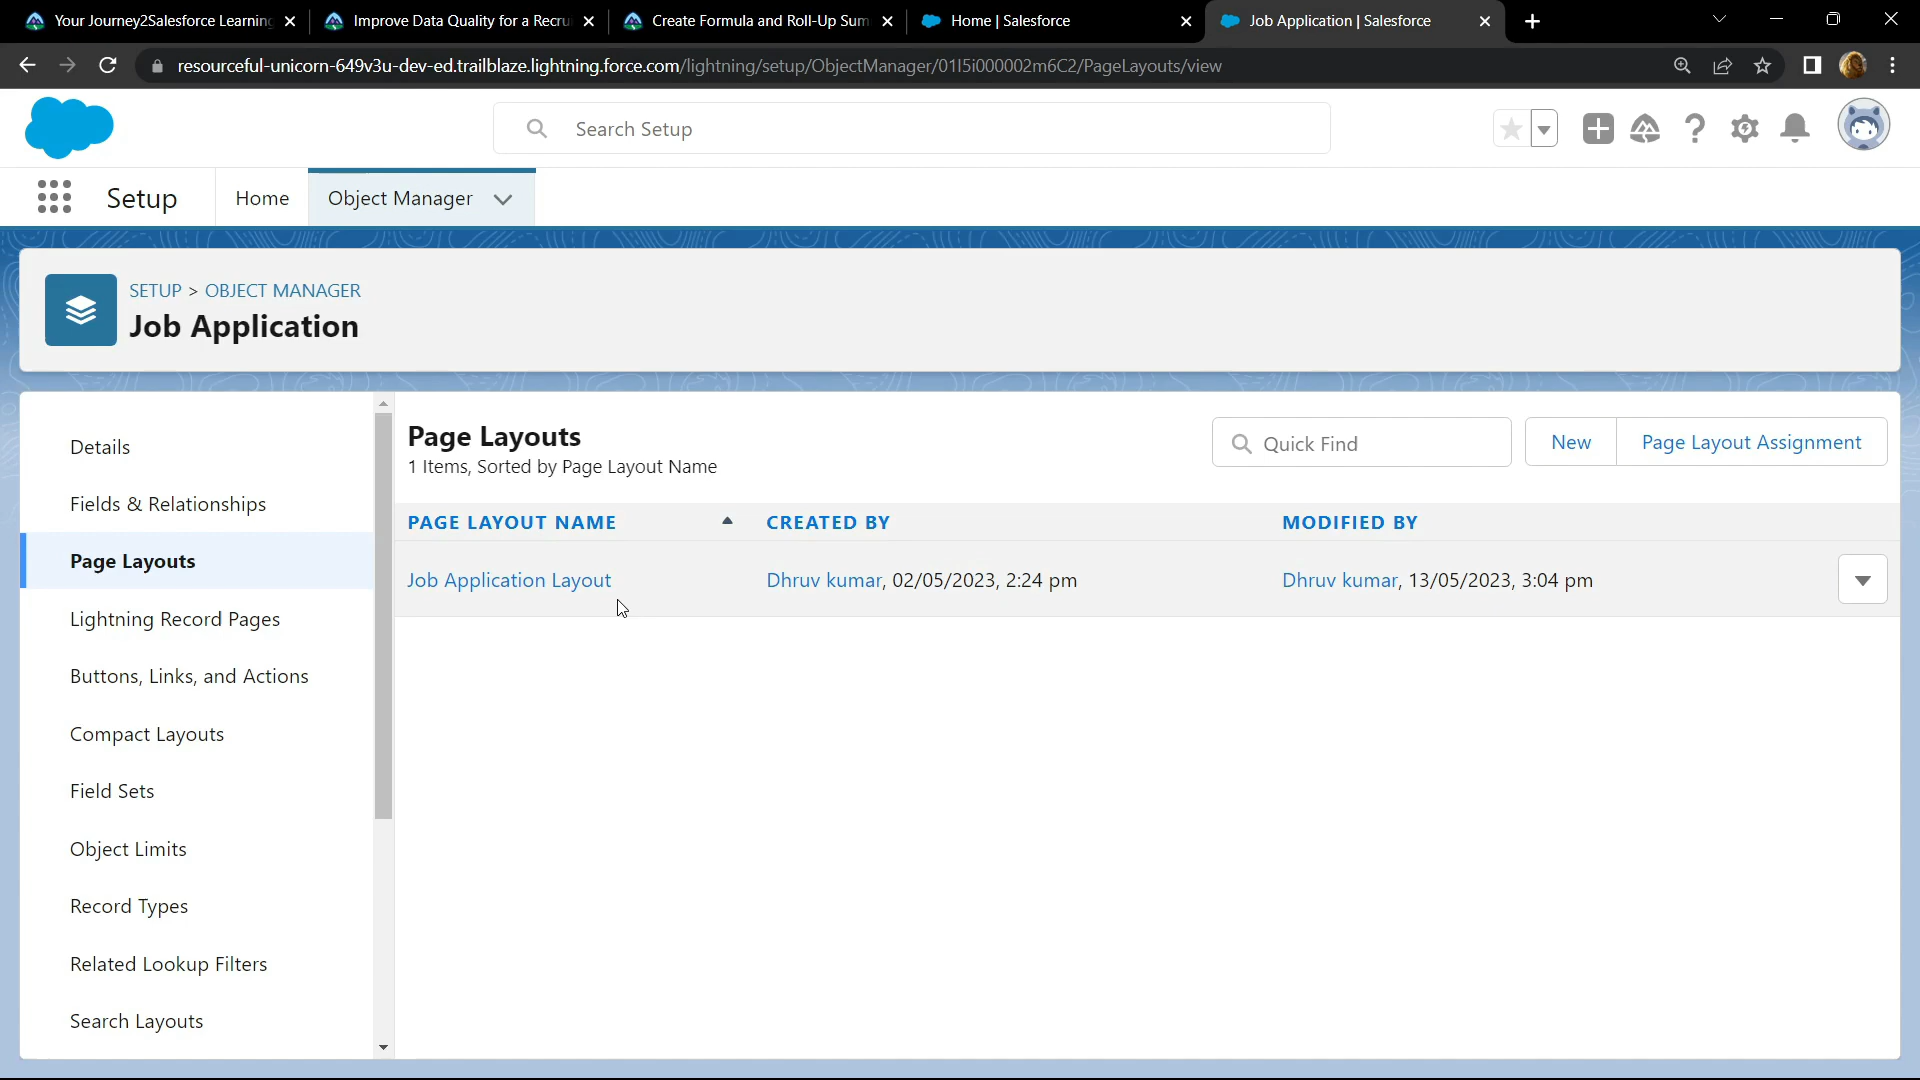 Your Journey2Salesforce Learning
Improve Data Quality for a Recru
Create Formula and Roll-Up Sum
Home | Salesforce
Job Application | Salesforce
resourceful-unicorn-649v3u-dev-ed.trailblaze.lightning.force.com/lightning/setup/ObjectManager/01I5i000002m6C2/PageLayouts/view
Search Setup
Setup
Home
Object Manager
SETUP > OBJECT MANAGER
Job Application
Details
Fields & Relationships
Page Layouts
Lightning Record Pages
Buttons, Links, and Actions
Compact Layouts
Field Sets
Object Limits
Record Types
Related Lookup Filters
Search Layouts
Page Layouts
1 Items, Sorted by Page Layout Name
Quick Find
New
Page Layout Assignment
PAGE LAYOUT NAME
CREATED BY
MODIFIED BY
Job Application Layout
Dhruv kumar, 02/05/2023, 2:24 pm
Dhruv kumar, 13/05/2023, 3:04 pm